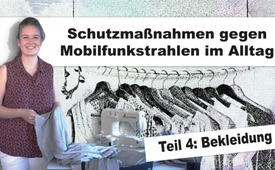 Schutzmaßnahmen gegen
Mobilfunkstrahlen im Alltag
Teil 4: Bekleidung